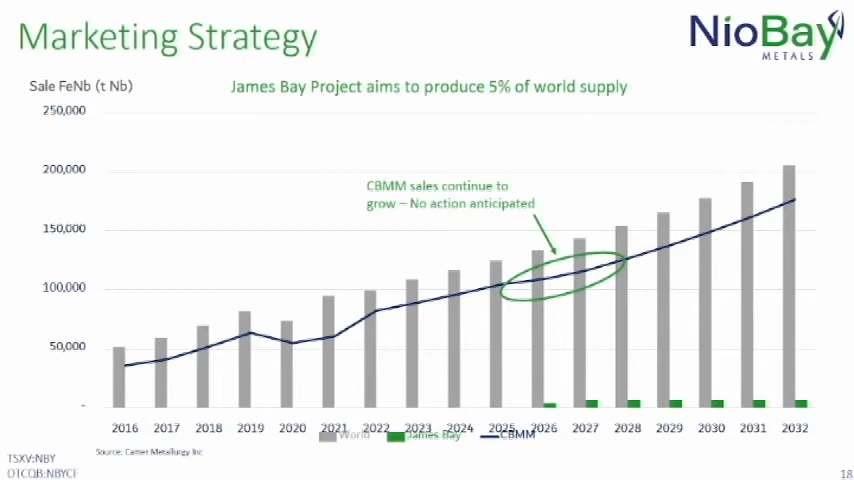 Marketing Strategy
NioBay
METALS
Sale FeNb (t Nb)
James Bay Project aims to produce 5% of world supply
250,000
200,000
150,000
100,000
50,000
-
CBMM sales continue to
grow – No action anticipated
2016 2017 2018 2019 2020 2021 2022 2023 2024 2025 2026 2027 2028 2029 2030 2031 2032
World James Bay CBMM
Source: Camet Metallurgy Inc
TSXV:NBY
OTCQB:NBYCF
18